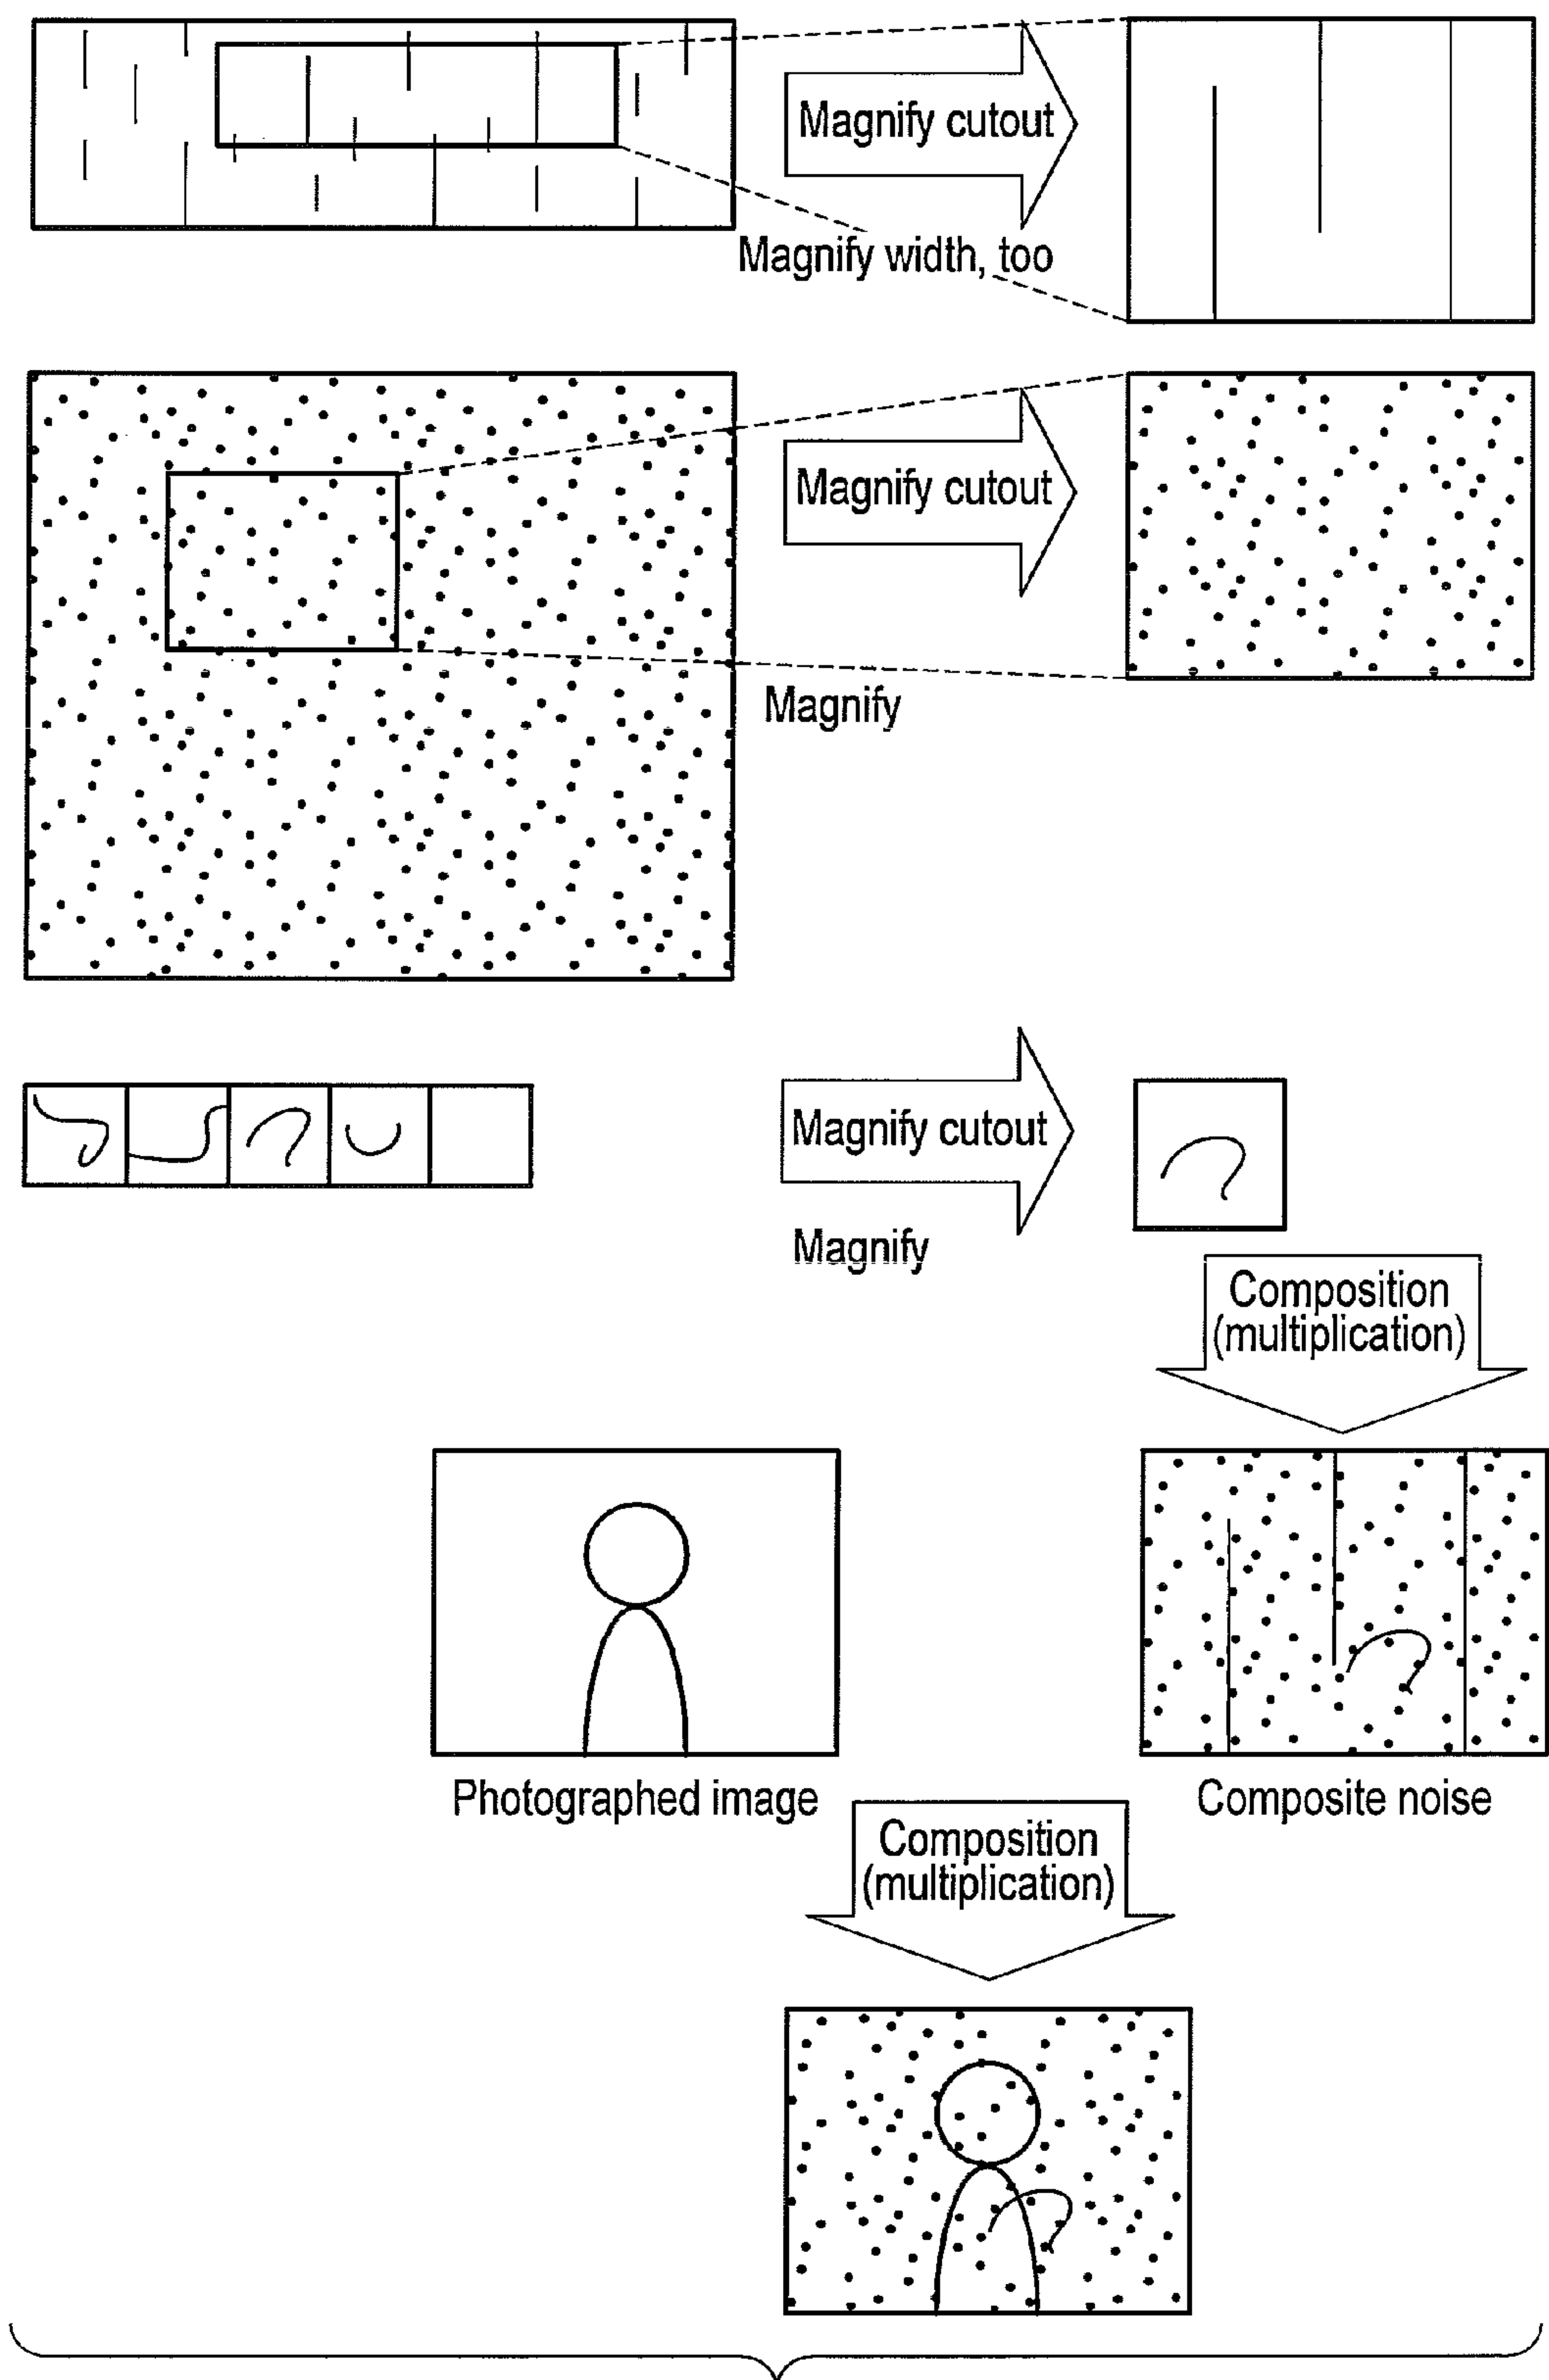 Magnify cutout
Magnify width, too
Magnify cutout
Magnify
Magnify cutout
Magnify
Composition
(multiplication)
Photographed image
Composite noise
Composition
(multiplication)